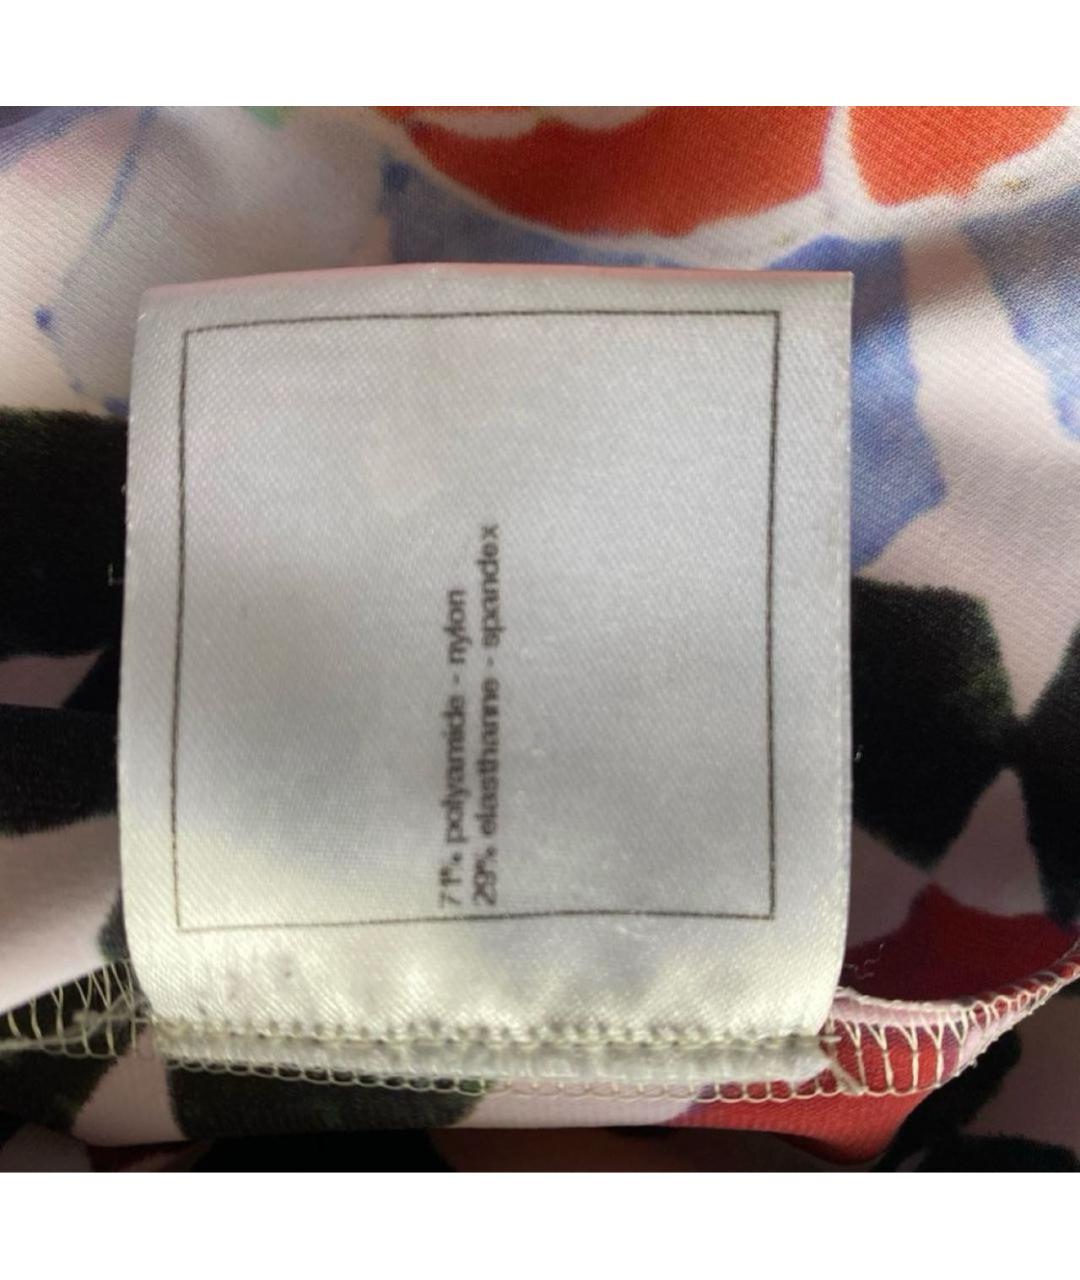 71% polyamide - nylon
29% elasthanne - spandex